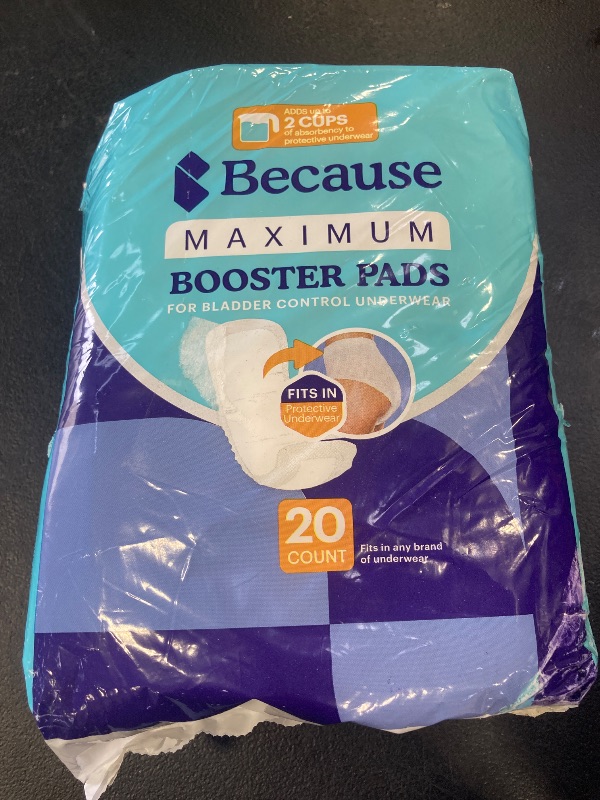 ADDS up to
2 CUPS
of absorbency to
protective underwear
Because
MAXIMUM
BOOSTER PADS
FOR BLADDER CONTROL UNDERWEAR
FITS IN
Protective
Underwear
20
COUNT
Fits in any brand
of underwear